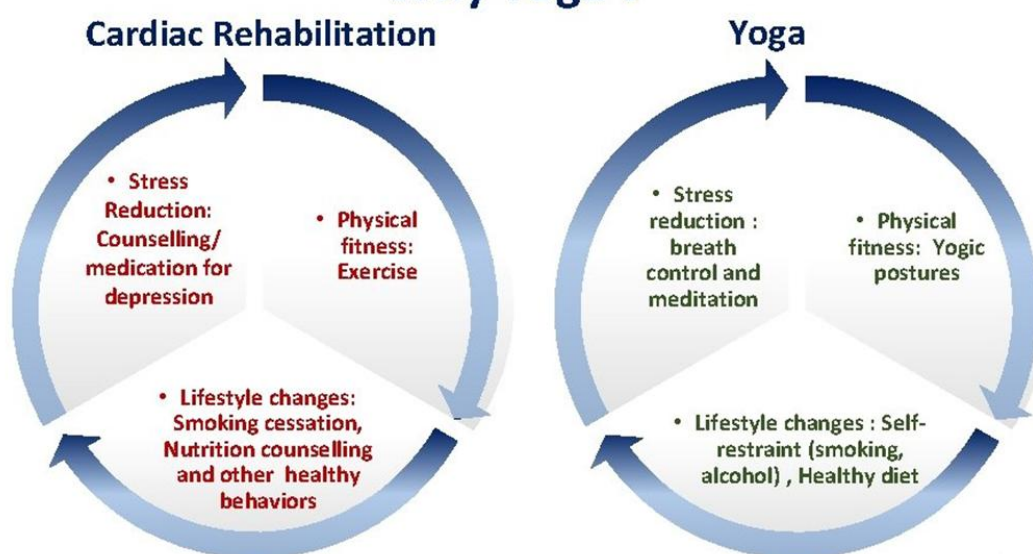 Cardiac Rehabilitation
• Stress
Reduction:
Counselling/
medication for
depression
• Physical
fitness:
Exercise
• Lifestyle changes:
Smoking cessation,
Nutrition counselling
and other healthy
behaviors
Yoga
• Stress
reduction :
breath
control and
meditation
• Physical
fitness: Yogic
postures
• Lifestyle changes : Self-
restraint (smoking,
alcohol) , Healthy diet